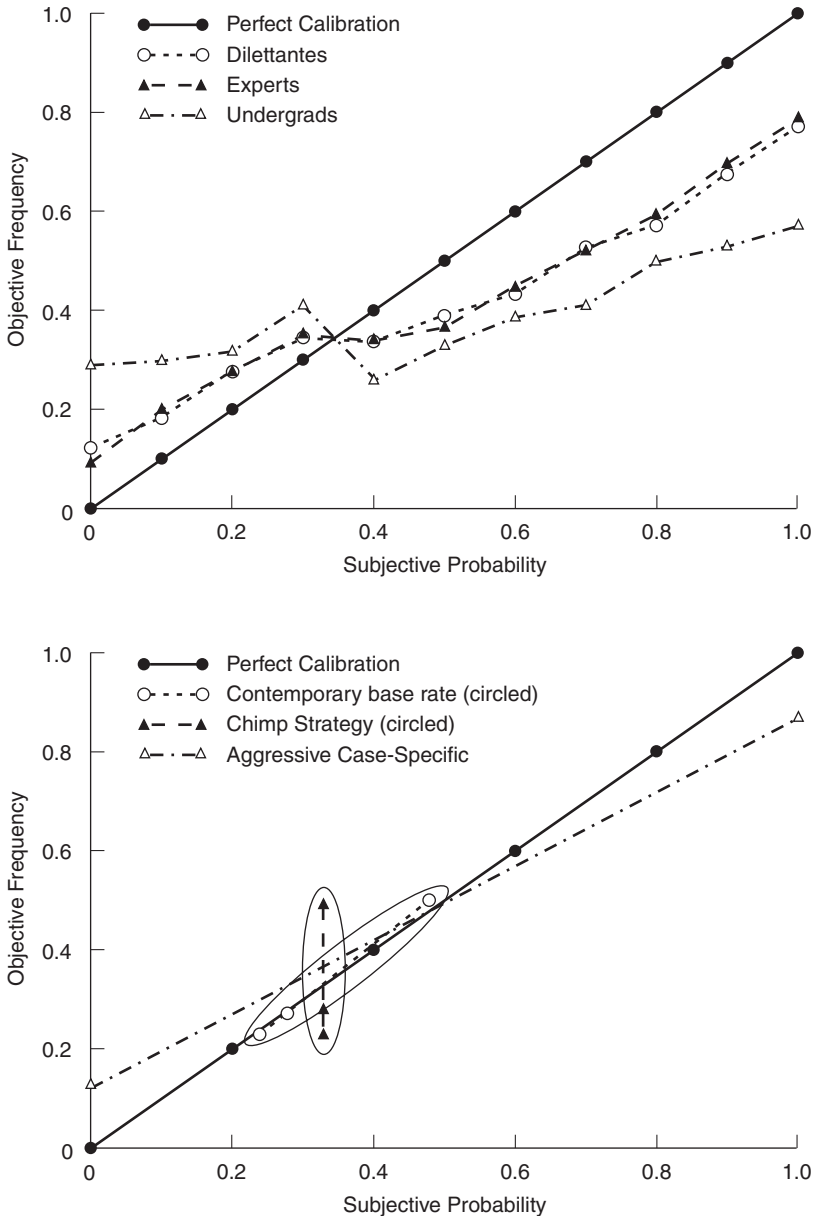 1.0
Perfect Calibration
Dilettantes
Experts
Undergrads
0.8
0.6
0.4
0.2
0
Objective Frequency
0 0.2 0.4 0.6 0.8 1.0
Subjective Probability
1.0
Perfect Calibration
Contemporary base rate (circled)
Chimp Strategy (circled)
Aggressive Case-Specific
0.8
0.6
0.4
0.2
0
Objective Frequency
0 0.2 0.4 0.6 0.8 1.0
Subjective Probability